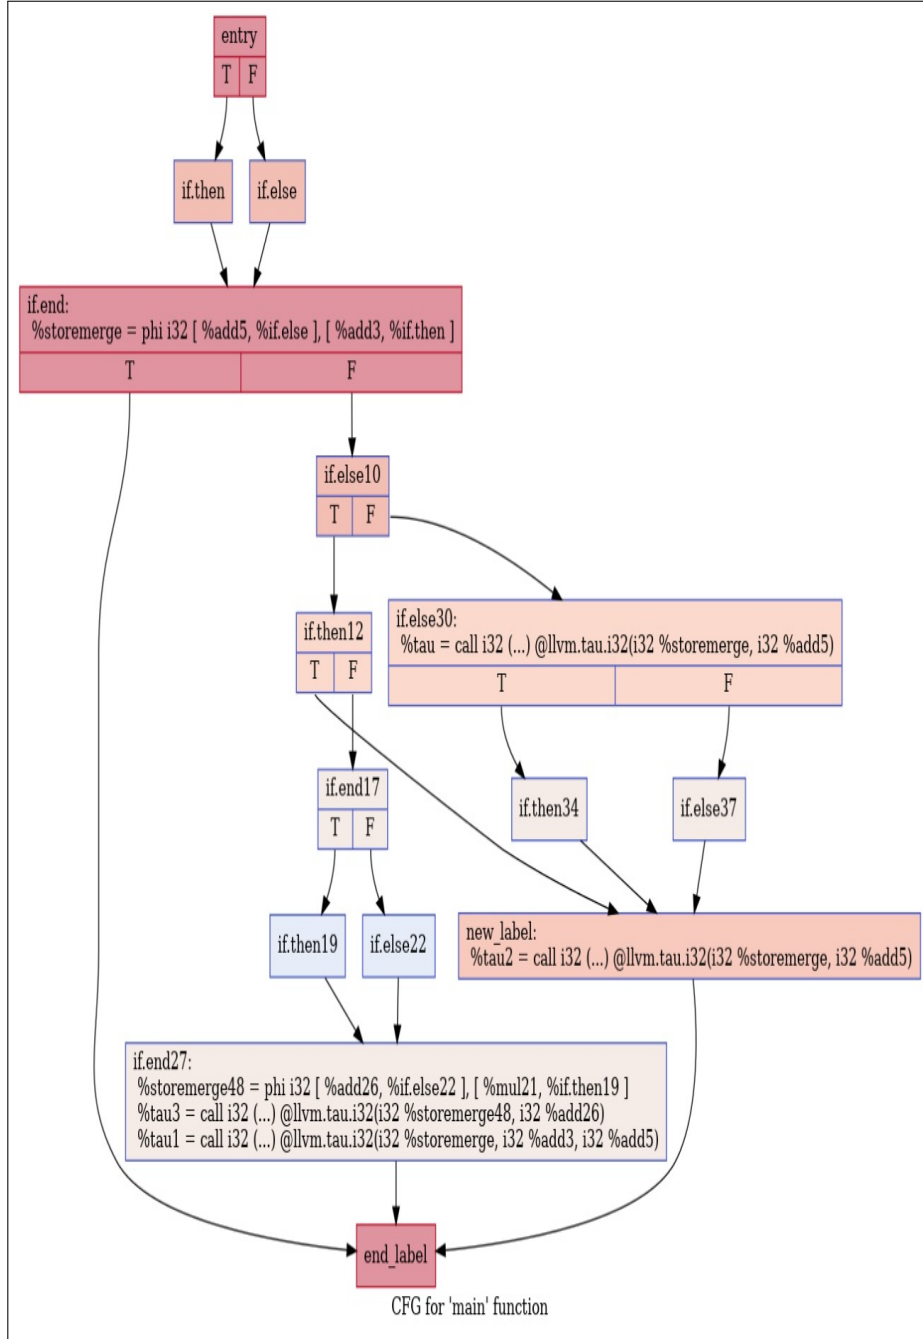 entry
T F
if.then
if.else
if.end:
%storemerge = phi i32 [ %add5, %if.else ], [ %add3, %if.then ]
T F
if.else10
T F
if.then12
T F
if.else30:
%tau = call i32 (...) @llvm.tau.i32(i32 %storemerge, i32 %add5)
T F
if.end17
T F
if.then34
if.else37
if.then19
if.else22
new_label:
%tau2 = call i32 (...) @llvm.tau.i32(i32 %storemerge, i32 %add5)
if.end27:
%storemerge48 = phi i32 [ %add26, %if.else22 ], [ %mul21, %if.then19 ]
%tau3 = call i32 (...) @llvm.tau.i32(i32 %storemerge48, i32 %add26)
%tau1 = call i32 (...) @llvm.tau.i32(i32 %storemerge, i32 %add3, i32 %add5)
end_label
CFG for 'main' function